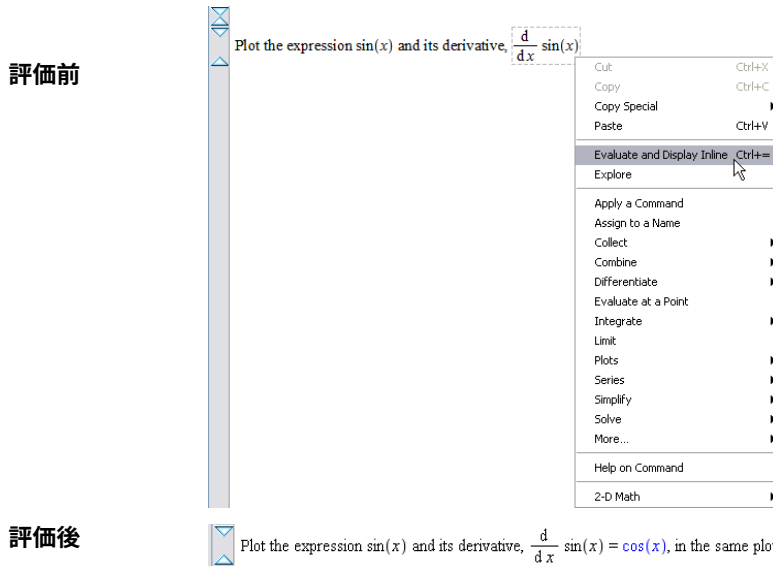 評価前
Plot the expression sin(x) and its derivative, d/dx sin(x)
Cut Ctrl+X
Copy Ctrl+C
Copy Special
Paste Ctrl+V
Evaluate and Display Inline Ctrl+=
Explore
Apply a Command
Assign to a Name
Collect
Combine
Differentiate
Evaluate at a Point
Integrate
Limit
Plots
Series
Simplify
Solve
More...
Help on Command
2-D Math
評価後
Plot the expression sin(x) and its derivative, d/dx sin(x) = cos(x), in the same plo